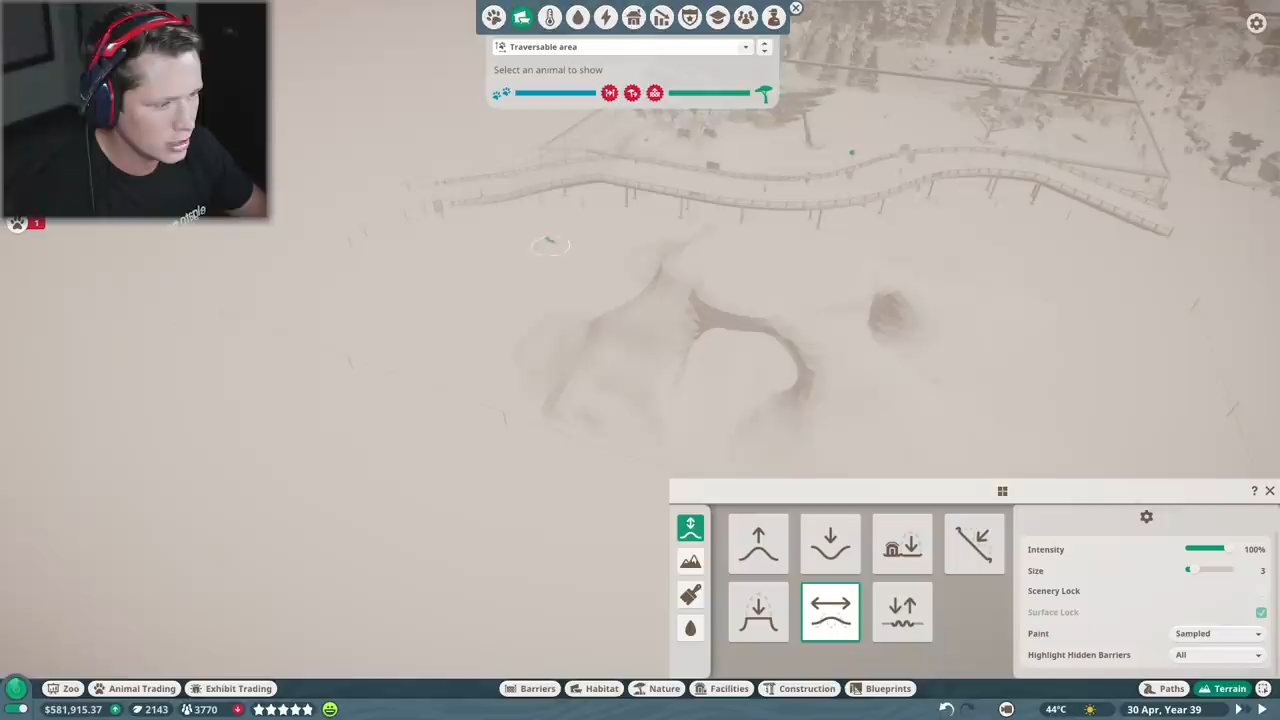 Traversable area
Select an animal to show
1
?
Intensity 100%
Size 3
Scenery Lock
Surface Lock
Paint Sampled
Highlight Hidden Barriers All
Zoo Animal Trading Exhibit Trading Barriers Habitat Nature Facilities Construction Blueprints Paths Terrain
$581,915.37 2143 3770 44°C 30 Apr, Year 39